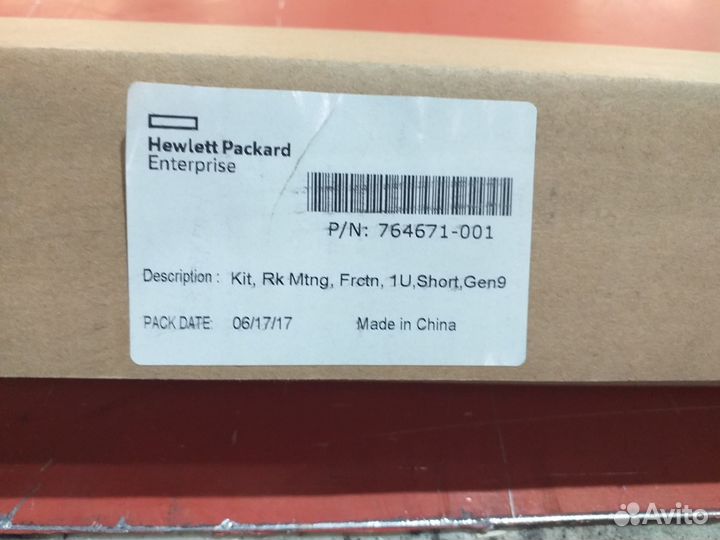 Hewlett Packard
Enterprise
P/N: 764671-001
Description : Kit, Rk Mtng, Frctn, 1U,Short,Gen9
PACK DATE: 06/17/17 Made in China
Avito